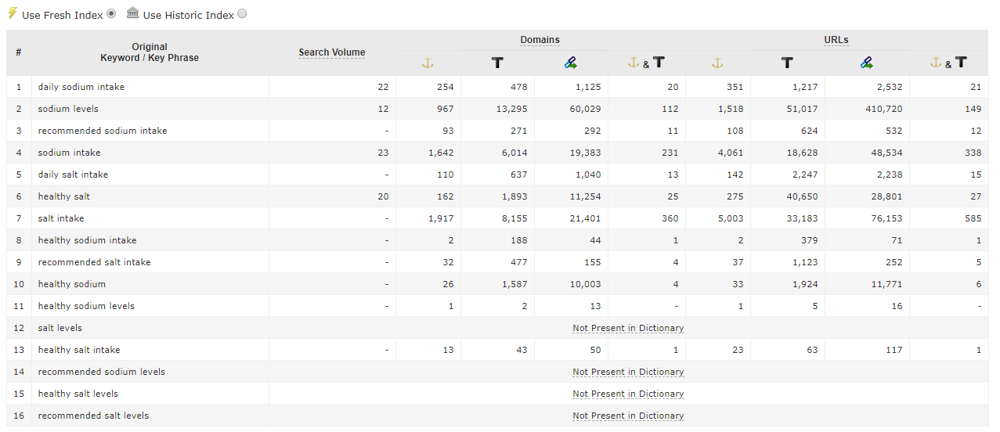 Use Fresh Index Use Historic Index
# Original Keyword / Key Phrase Search Volume Domains URLs
T & T T & T
1 daily sodium intake 22 254 478 1,125 20 351 1,217 2,532 21
2 sodium levels 12 967 13,295 60,029 112 1,518 51,017 410,720 149
3 recommended sodium intake - 93 271 292 11 108 624 532 12
4 sodium intake 23 1,642 6,014 19,383 231 4,061 18,628 48,534 338
5 daily salt intake - 110 637 1,040 13 142 2,247 2,238 15
6 healthy salt 20 162 1,893 11,254 25 275 40,650 28,801 27
7 salt intake - 1,917 8,155 21,401 360 5,003 33,183 76,153 585
8 healthy sodium intake - 2 188 44 1 2 379 71 1
9 recommended salt intake - 32 477 155 4 37 1,123 252 5
10 healthy sodium - 26 1,587 10,003 4 33 1,924 11,771 6
11 healthy sodium levels - 1 2 13 - 1 5 16 -
12 salt levels Not Present in Dictionary
13 healthy salt intake - 13 43 50 1 23 63 117 1
14 recommended sodium levels Not Present in Dictionary
15 healthy salt levels Not Present in Dictionary
16 recommended salt levels Not Present in Dictionary